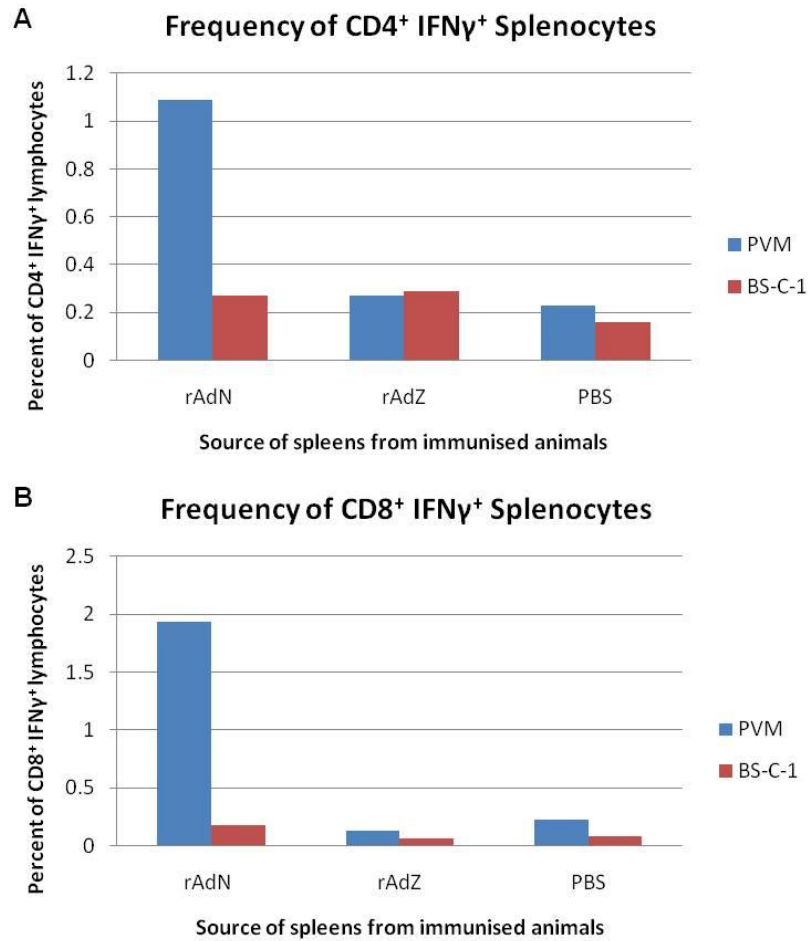 A
Frequency of CD4⁺ IFNγ⁺ Splenocytes
Percent of CD4⁺ IFNγ⁺ lymphocytes
1.2
1
0.8
0.6
0.4
0.2
0
rAdN rAdZ PBS
Source of spleens from immunised animals
PVM
BS-C-1
B
Frequency of CD8⁺ IFNγ⁺ Splenocytes
Percent of CD8⁺ IFNγ⁺ lymphocytes
2.5
2
1.5
1
0.5
0
rAdN rAdZ PBS
Source of spleens from immunised animals
PVM
BS-C-1